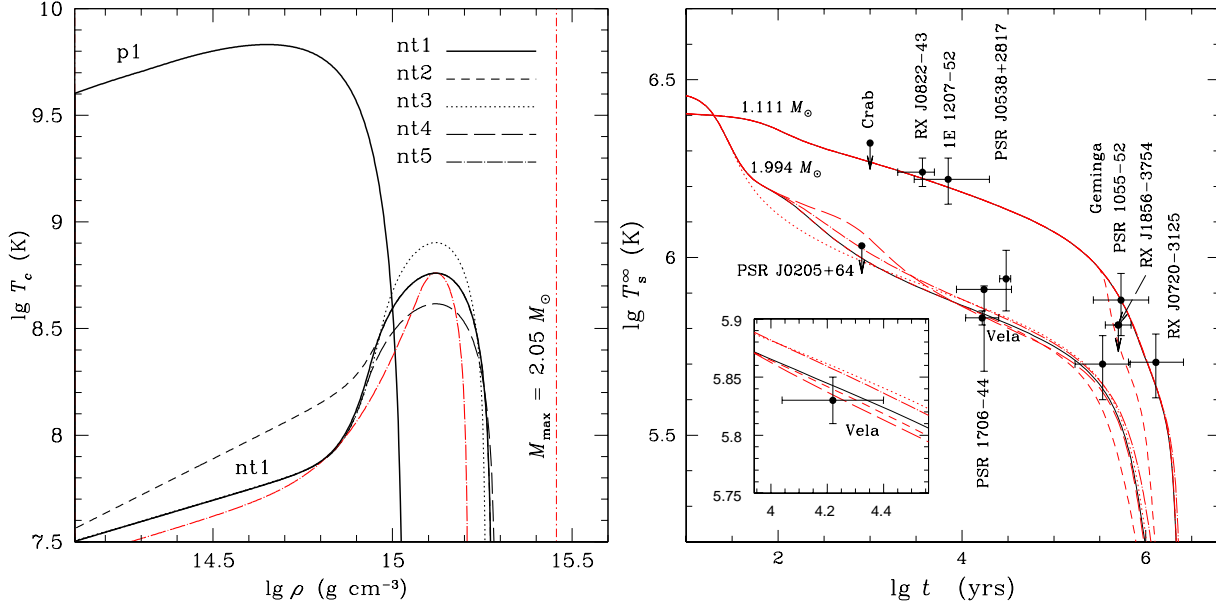 10
9.5
9
8.5
8
7.5
lg T_c (K)
14.5
15
15.5
lg ρ (g cm⁻³)
p1
nt1
nt1
nt2
nt3
nt4
nt5
M_max = 2.05 M_⊙
6.5
6
5.5
lg T_s^∞ (K)
2
4
6
lg t (yrs)
1.111 M_⊙
1.994 M_⊙
Crab
RX J0822-43
1E 1207-52
PSR J0538+2817
PSR J0205+64
Geminga
PSR 1055-52
RX J1856-3754
RX J0720-3125
Vela
PSR 1706-44
5.9
5.85
5.8
5.75
4
4.2
4.4
Vela